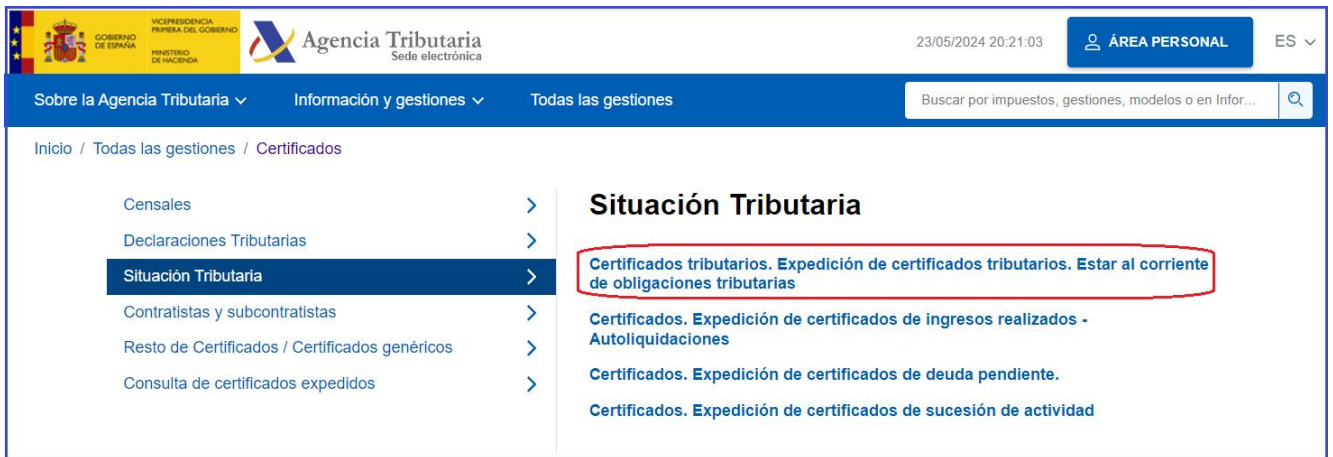 GOBIERNO
DE ESPAÑA
VICEPRESIDENCIA
PRIMERA DEL GOBIERNO
MINISTERIO
DE HACIENDA
Agencia Tributaria
Sede electrónica
23/05/2024 20:21:03
ÁREA PERSONAL
ES
Sobre la Agencia Tributaria
Información y gestiones
Todas las gestiones
Buscar por impuestos, gestiones, modelos o en Infor...
Inicio / Todas las gestiones / Certificados
Censales
Declaraciones Tributarias
Situación Tributaria
Contratistas y subcontratistas
Resto de Certificados / Certificados genéricos
Consulta de certificados expedidos
Situación Tributaria
Certificados tributarios. Expedición de certificados tributarios. Estar al corriente
de obligaciones tributarias
Certificados. Expedición de certificados de ingresos realizados -
Autoliquidaciones
Certificados. Expedición de certificados de deuda pendiente.
Certificados. Expedición de certificados de sucesión de actividad